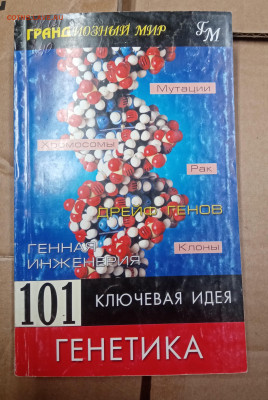 ГРАНДИОЗНЫЙ МИР
ГМ
Мутации
Хромосомы
Рак
ДРЕЙФ ГЕНОВ
ГЕННАЯ
ИНЖЕНЕРИЯ
Клоны
101 КЛЮЧЕВАЯ ИДЕЯ
ГЕНЕТИКА